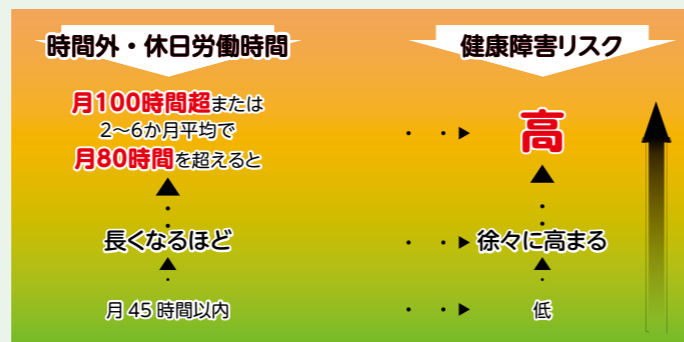 時間外・休日労働時間
健康障害リスク
月100時間超または
2〜6か月平均で
月80時間を超えると
高
長くなるほど
徐々に高まる
月45時間以内
低